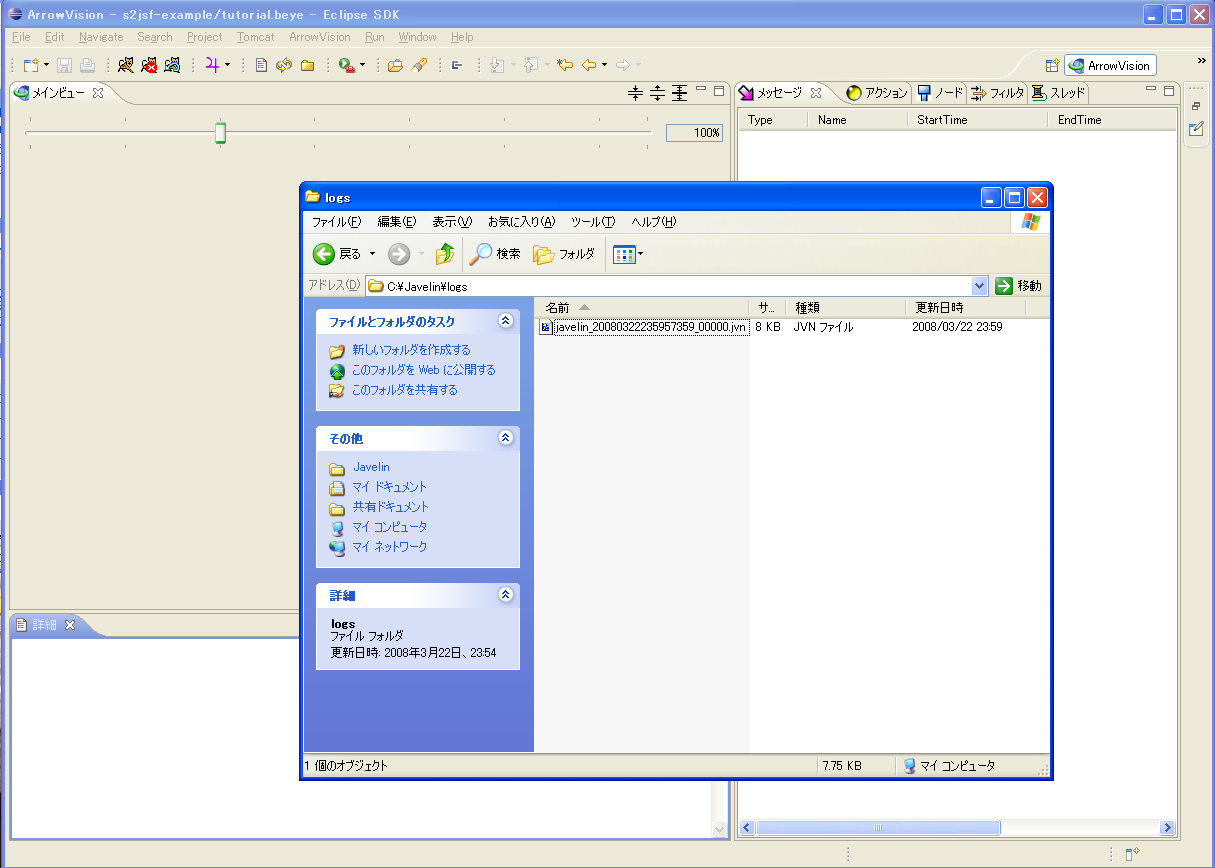 ArrowVision - s2jsf-example/tutorial.beye - Eclipse SDK
File Edit Navigate Search Project Tomcat ArrowVision Run Window Help
ArrowVision
メインビュー
メッセージ アクション ノード フィルタ スレッド
100%
Type Name StartTime EndTime
logs
ファイル(F) 編集(E) 表示(V) お気に入り(A) ツール(T) ヘルプ(H)
戻る 検索 フォルダ
アドレス(D) C:¥Javelin¥logs 移動
名前 サ... 種類 更新日時
javelin_20080322235957359_00000.jvn 8 KB JVN ファイル 2008/03/22 23:59
ファイルとフォルダのタスク
新しいフォルダを作成する
このフォルダを Web に公開する
このフォルダを共有する
その他
Javelin
マイ ドキュメント
共有ドキュメント
マイ コンピュータ
マイ ネットワーク
詳細
logs
ファイル フォルダ
更新日時: 2008年3月22日、23:54
1 個のオブジェクト 7.75 KB マイ コンピュータ
詳細